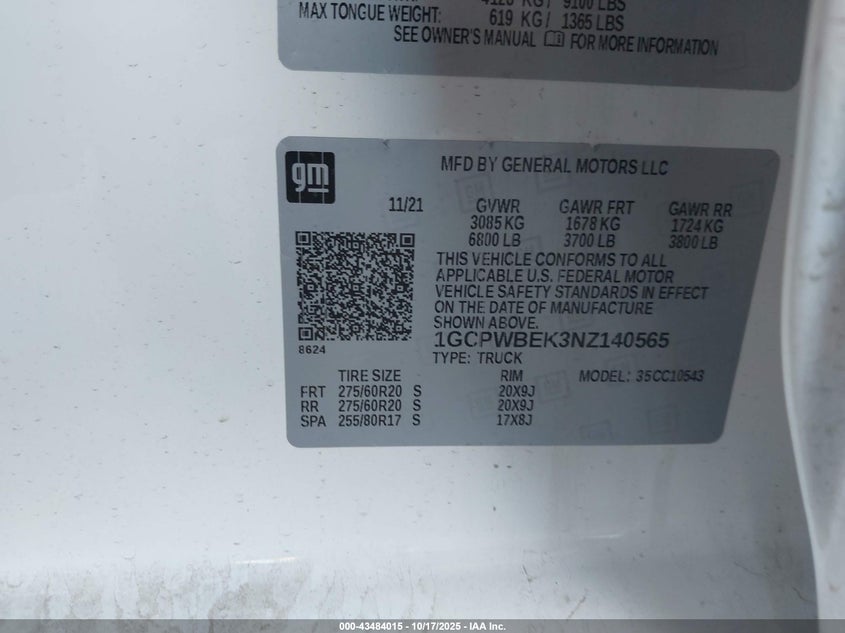 4128 KG / 9100 LBS
MAX TONGUE WEIGHT: 619 KG / 1365 LBS
SEE OWNER'S MANUAL FOR MORE INFORMATION
gm
MFD BY GENERAL MOTORS LLC
11/21 GVWR GAWR FRT GAWR RR
3085 KG 1678 KG 1724 KG
6800 LB 3700 LB 3800 LB
THIS VEHICLE CONFORMS TO ALL
APPLICABLE U.S. FEDERAL MOTOR
VEHICLE SAFETY STANDARDS IN EFFECT
ON THE DATE OF MANUFACTURE
SHOWN ABOVE.
1GCPWBEK3NZ140565
8624
TYPE: TRUCK
TIRE SIZE RIM MODEL: 35CC10543
FRT 275/60R20 S 20X9J
RR 275/60R20 S 20X9J
SPA 255/80R17 S 17X8J
000-43484015 - 10/17/2025 - IAA Inc.